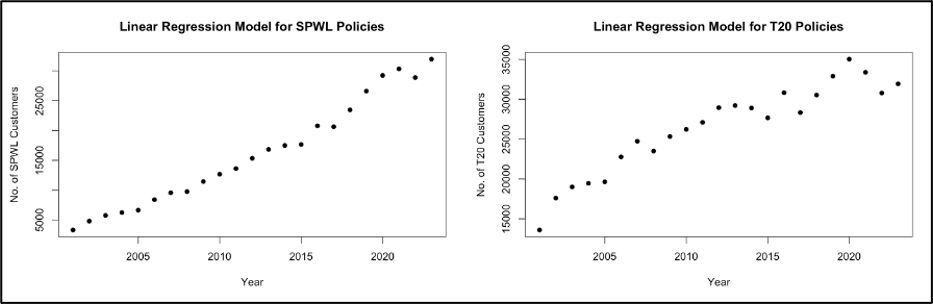 Linear Regression Model for SPWL Policies
No. of SPWL Customers
25000
15000
5000
2005
2010
2015
2020
Year
Linear Regression Model for T20 Policies
No. of T20 Customers
35000
30000
25000
20000
15000
2005
2010
2015
2020
Year